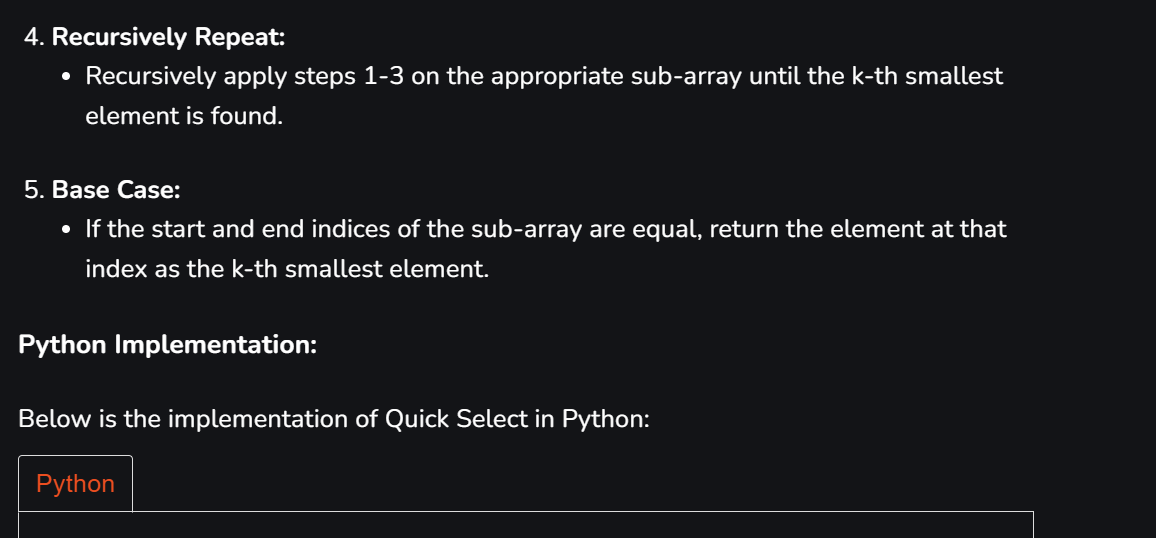 4. Recursively Repeat:
• Recursively apply steps 1-3 on the appropriate sub-array until the k-th smallest
element is found.
5. Base Case:
• If the start and end indices of the sub-array are equal, return the element at that
index as the k-th smallest element.
Python Implementation:
Below is the implementation of Quick Select in Python:
Python